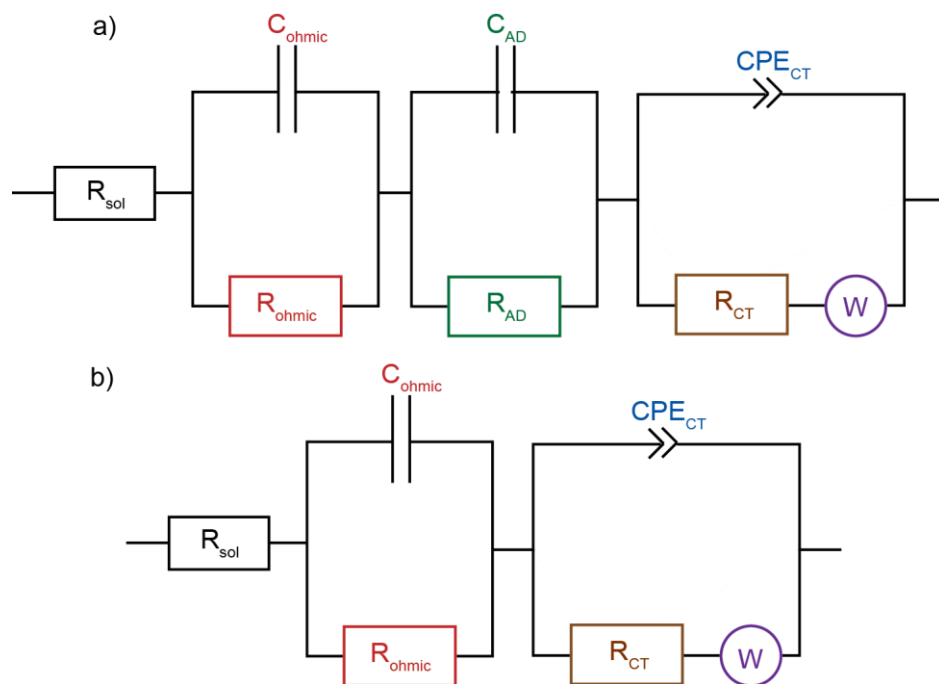 a)
C_ohmic
C_AD
CPE_CT
R_sol
R_ohmic
R_AD
R_CT
W
b)
C_ohmic
CPE_CT
R_sol
R_ohmic
R_CT
W